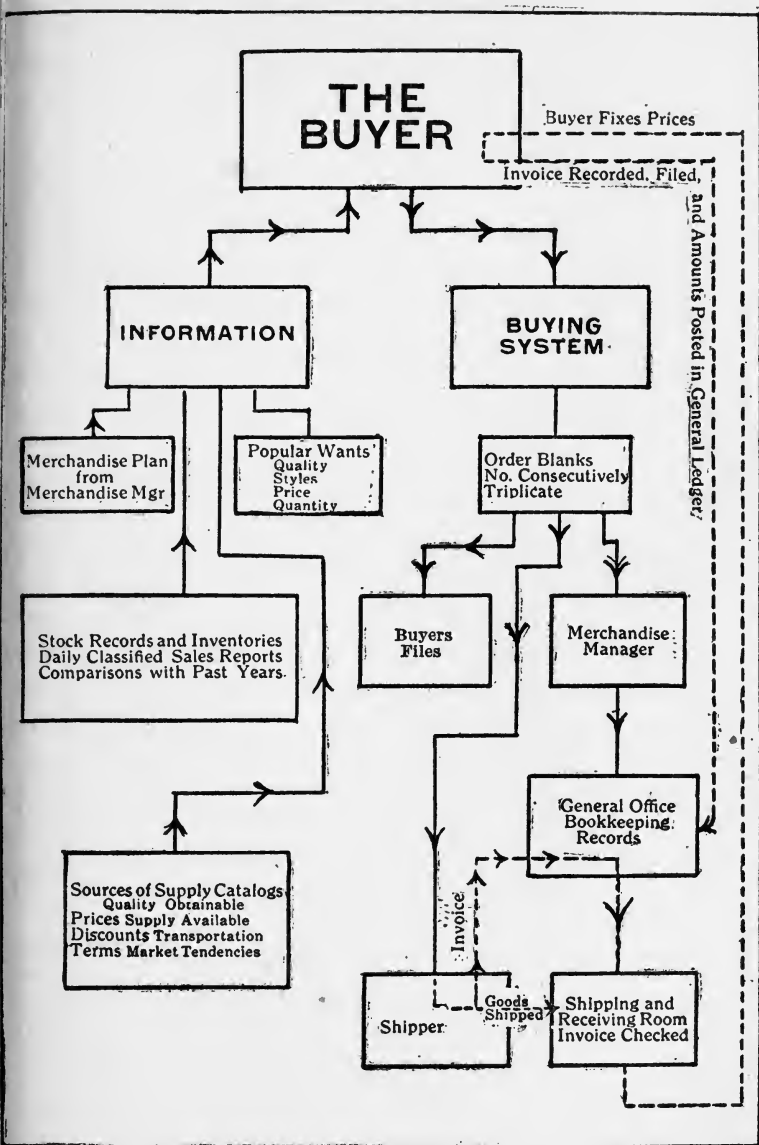 THE
BUYER
Buyer Fixes Prices
Invoice Recorded, Filed,
and Amounts Posted in General Ledger.
INFORMATION
BUYING
SYSTEM
Merchandise Plan
from
Merchandise Mgr
Popular Wants
Quality
Styles
Price
Quantity
Order Blanks
No. Consecutively
Triplicate
Stock Records and Inventories
Daily Classified Sales Reports
Comparisons with Past Years
Buyers
Files
Merchandise
Manager
General Office
Bookkeeping
Records
Sources of Supply Catalogs
Quality Obtainable
Prices Supply Available
Discounts Transportation
Terms Market Tendencies
Invoice
Shipper
Goods
Shipped
Shipping and
Receiving Room
Invoice Checked